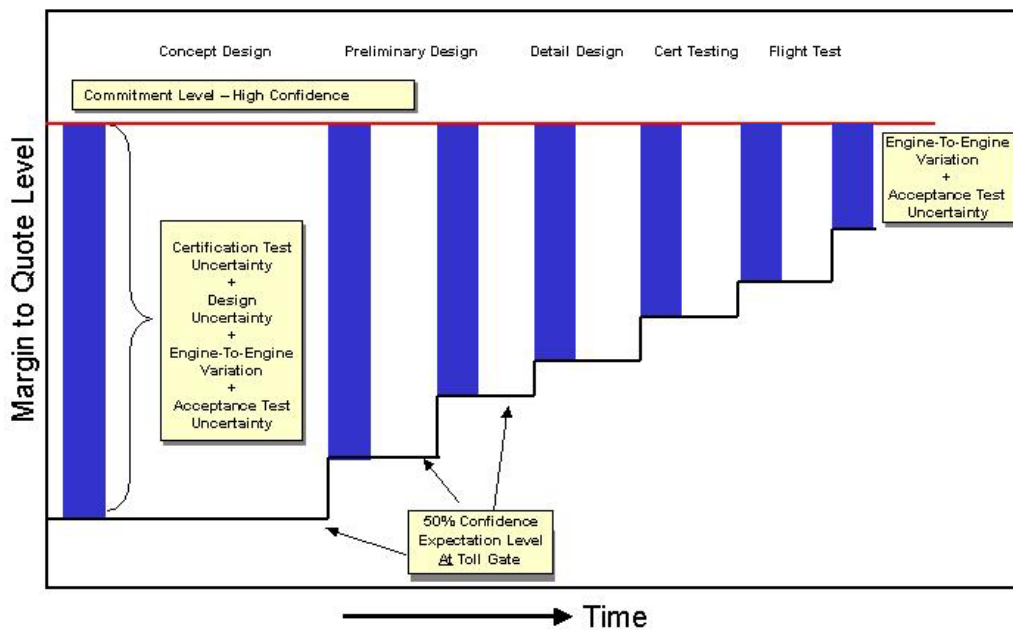 Concept Design
Preliminary Design
Detail Design
Cert Testing
Flight Test
Commitment Level – High Confidence
Margin to Quote Level
Certification Test
Uncertainty
+
Design
Uncertainty
+
Engine-To-Engine
Variation
+
Acceptance Test
Uncertainty
Engine-To-Engine
Variation
+
Acceptance Test
Uncertainty
50% Confidence
Expectation Level
At Toll Gate
Time